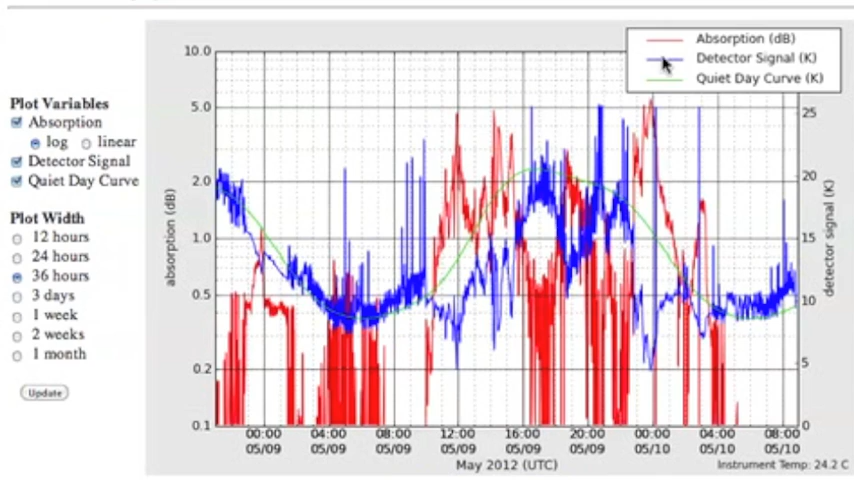 Plot Variables
Absorption
log linear
Detector Signal
Quiet Day Curve
Plot Width
12 hours
24 hours
36 hours
3 days
1 week
2 weeks
1 month
Update
Absorption (dB)
Detector Signal (K)
Quiet Day Curve (K)
absorption (dB)
10.0
5.0
2.0
1.0
0.5
0.2
0.1
detector signal (K)
25
20
15
10
5
0
00:00 04:00 08:00 12:00 16:00 20:00 00:00 04:00 08:00
05/09 05/09 05/09 05/09 05/09 05/09 05/10 05/10 05/10
May 2012 (UTC)
Instrument Temp: 24.2 C